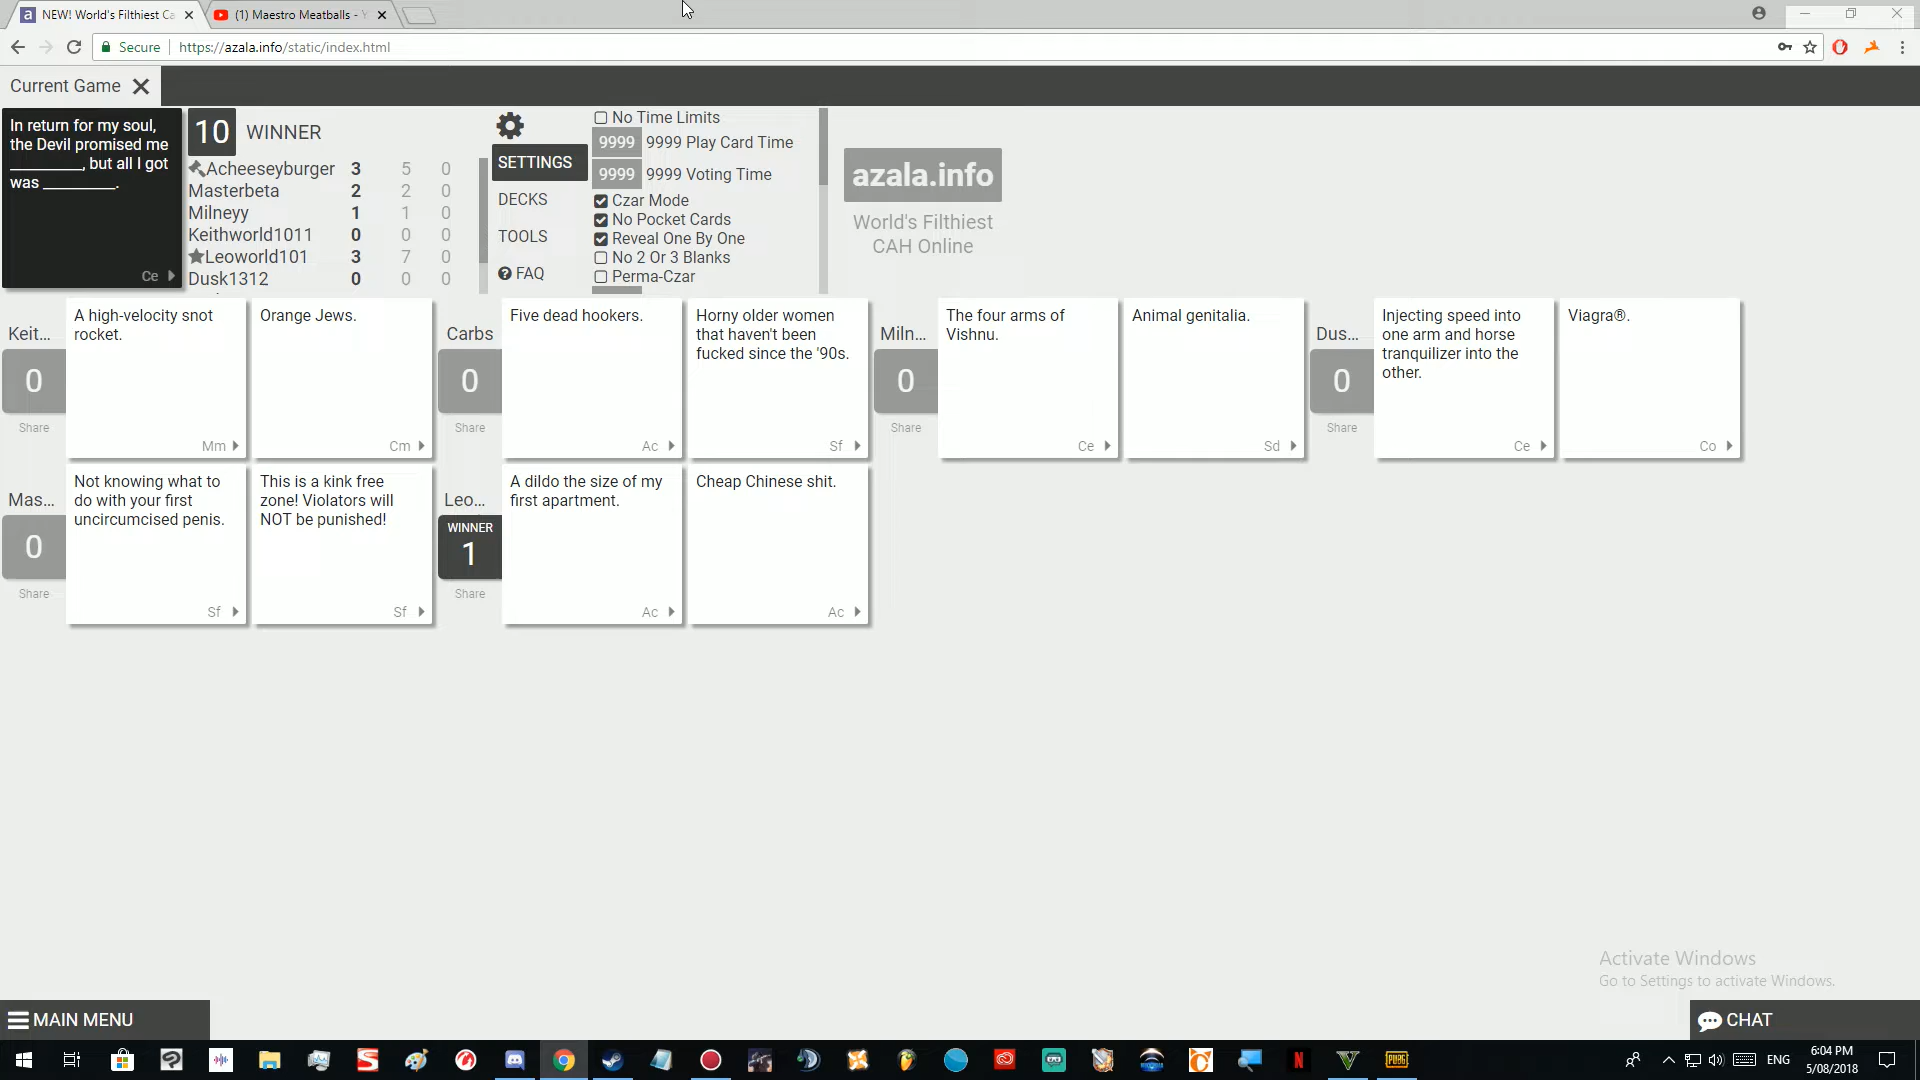 NEW! World's Filthiest Ca
(1) Maestro Meatballs - Y
Secure
https://azala.info/static/index.html
Current Game
In return for my soul,
the Devil promised me
_________, but all I got
was _________.
Ce
10 WINNER
Acheeseyburger 3 5 0
Masterbeta 2 2 0
Milneyy 1 1 0
Keithworld1011 0 0 0
Leoworld101 3 7 0
Dusk1312 0 0 0
SETTINGS
DECKS
TOOLS
FAQ
No Time Limits
9999 9999 Play Card Time
9999 9999 Voting Time
Czar Mode
No Pocket Cards
Reveal One By One
No 2 Or 3 Blanks
Perma-Czar
azala.info
World's Filthiest
CAH Online
Keit...
0
Share
A high-velocity snot
rocket.
Mm
Orange Jews.
Cm
Carbs
0
Share
Five dead hookers.
Ac
Horny older women
that haven't been
fucked since the '90s.
Sf
Miln...
0
Share
The four arms of
Vishnu.
Ce
Animal genitalia.
Sd
Dus...
0
Share
Injecting speed into
one arm and horse
tranquilizer into the
other.
Ce
Viagra®.
Co
Mas...
0
Share
Not knowing what to
do with your first
uncircumcised penis.
Sf
This is a kink free
zone! Violators will
NOT be punished!
Sf
Leo...
WINNER
1
Share
A dildo the size of my
first apartment.
Ac
Cheap Chinese shit.
Ac
Activate Windows
Go to Settings to activate Windows.
MAIN MENU
CHAT
ENG
6:04 PM
5/08/2018